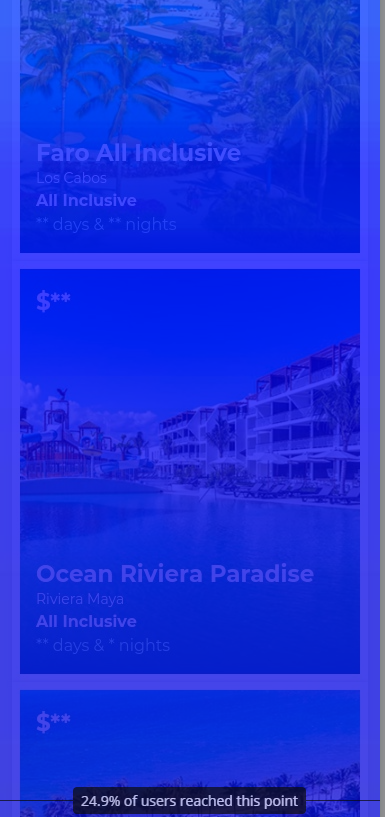 Faro All Inclusive
Los Cabos
All Inclusive
** days & ** nights
$**
Ocean Riviera Paradise
Riviera Maya
All Inclusive
** days & * nights
$**
24.9% of users reached this point